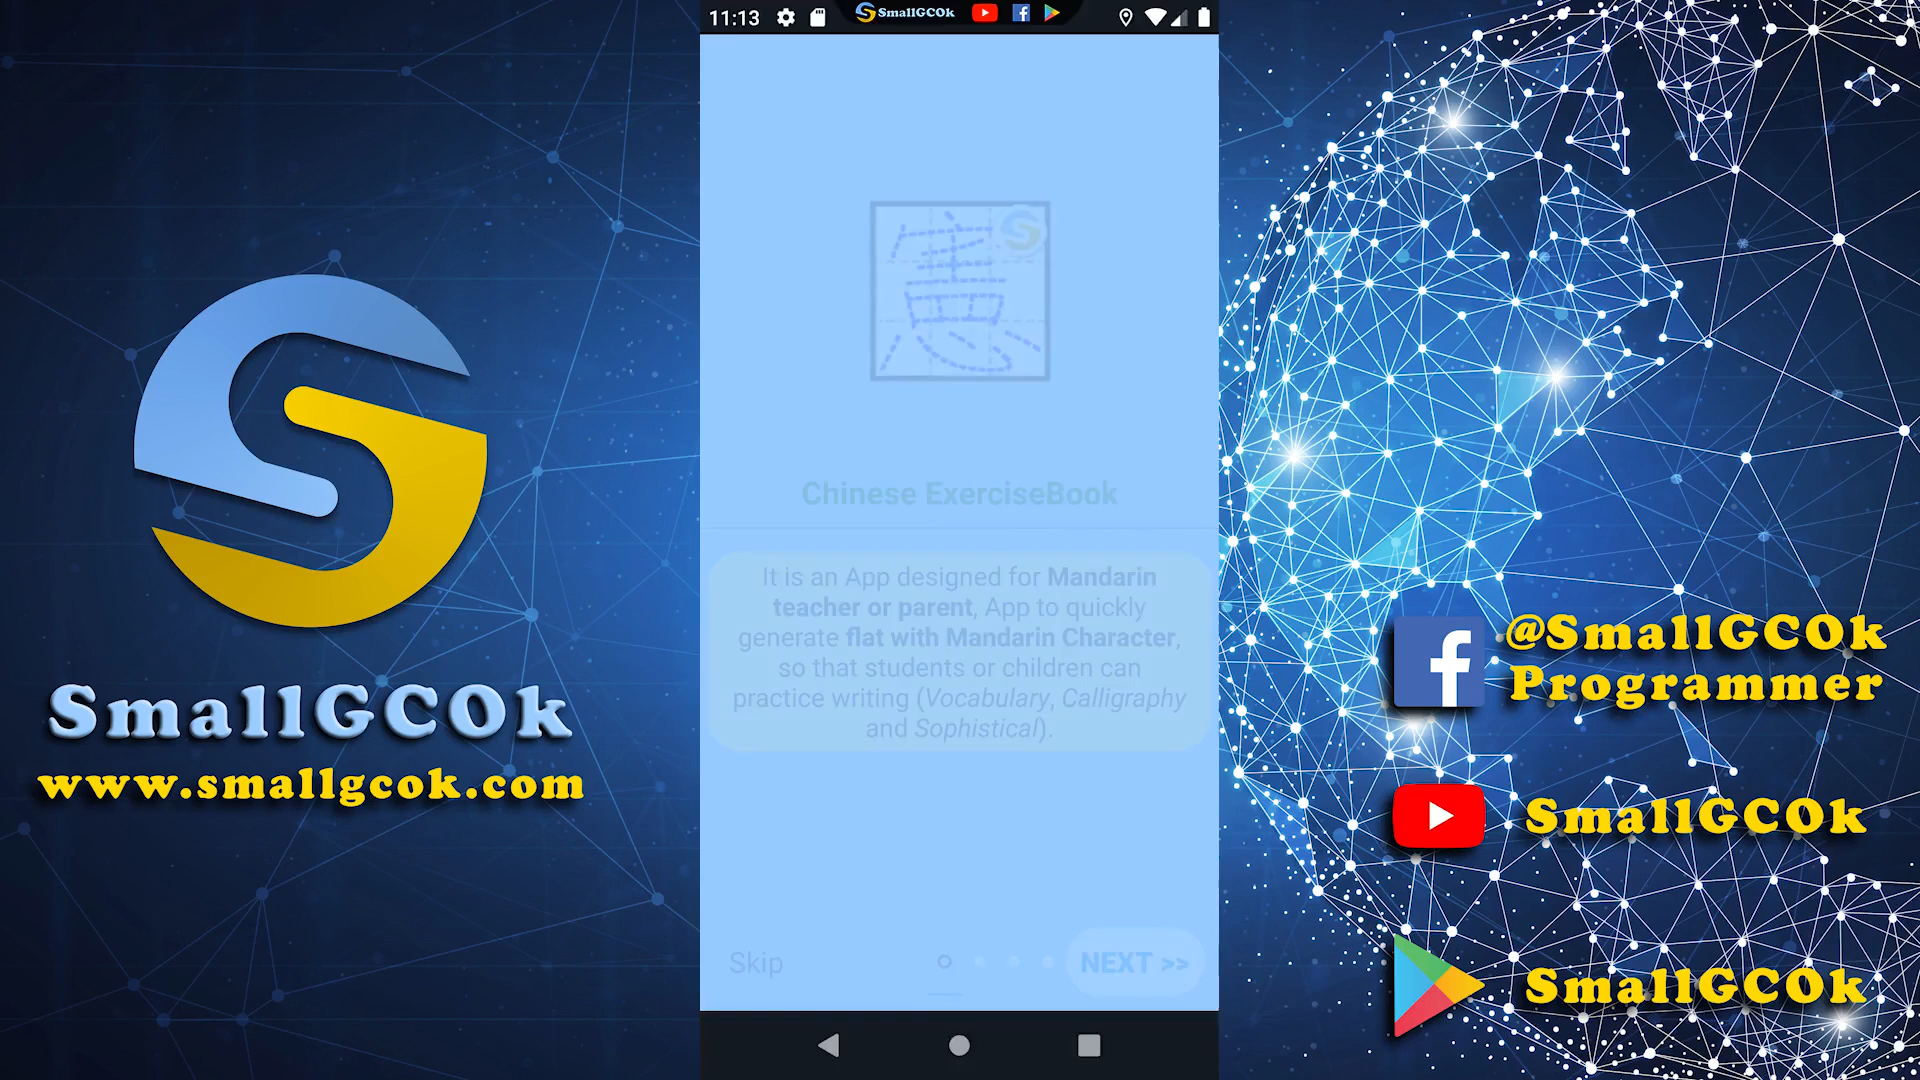 11:13
SmallGCOk
SmallGCOk
www.smallgcok.com
Chinese ExerciseBook
It is an App designed for Mandarin
teacher or parent, App to quickly
generate flat with Mandarin Character,
so that students or children can
practice writing (Vocabulary, Calligraphy
and Sophistical).
Skip
NEXT >>
@SmallGCOk
Programmer
SmallGCOk
SmallGCOk